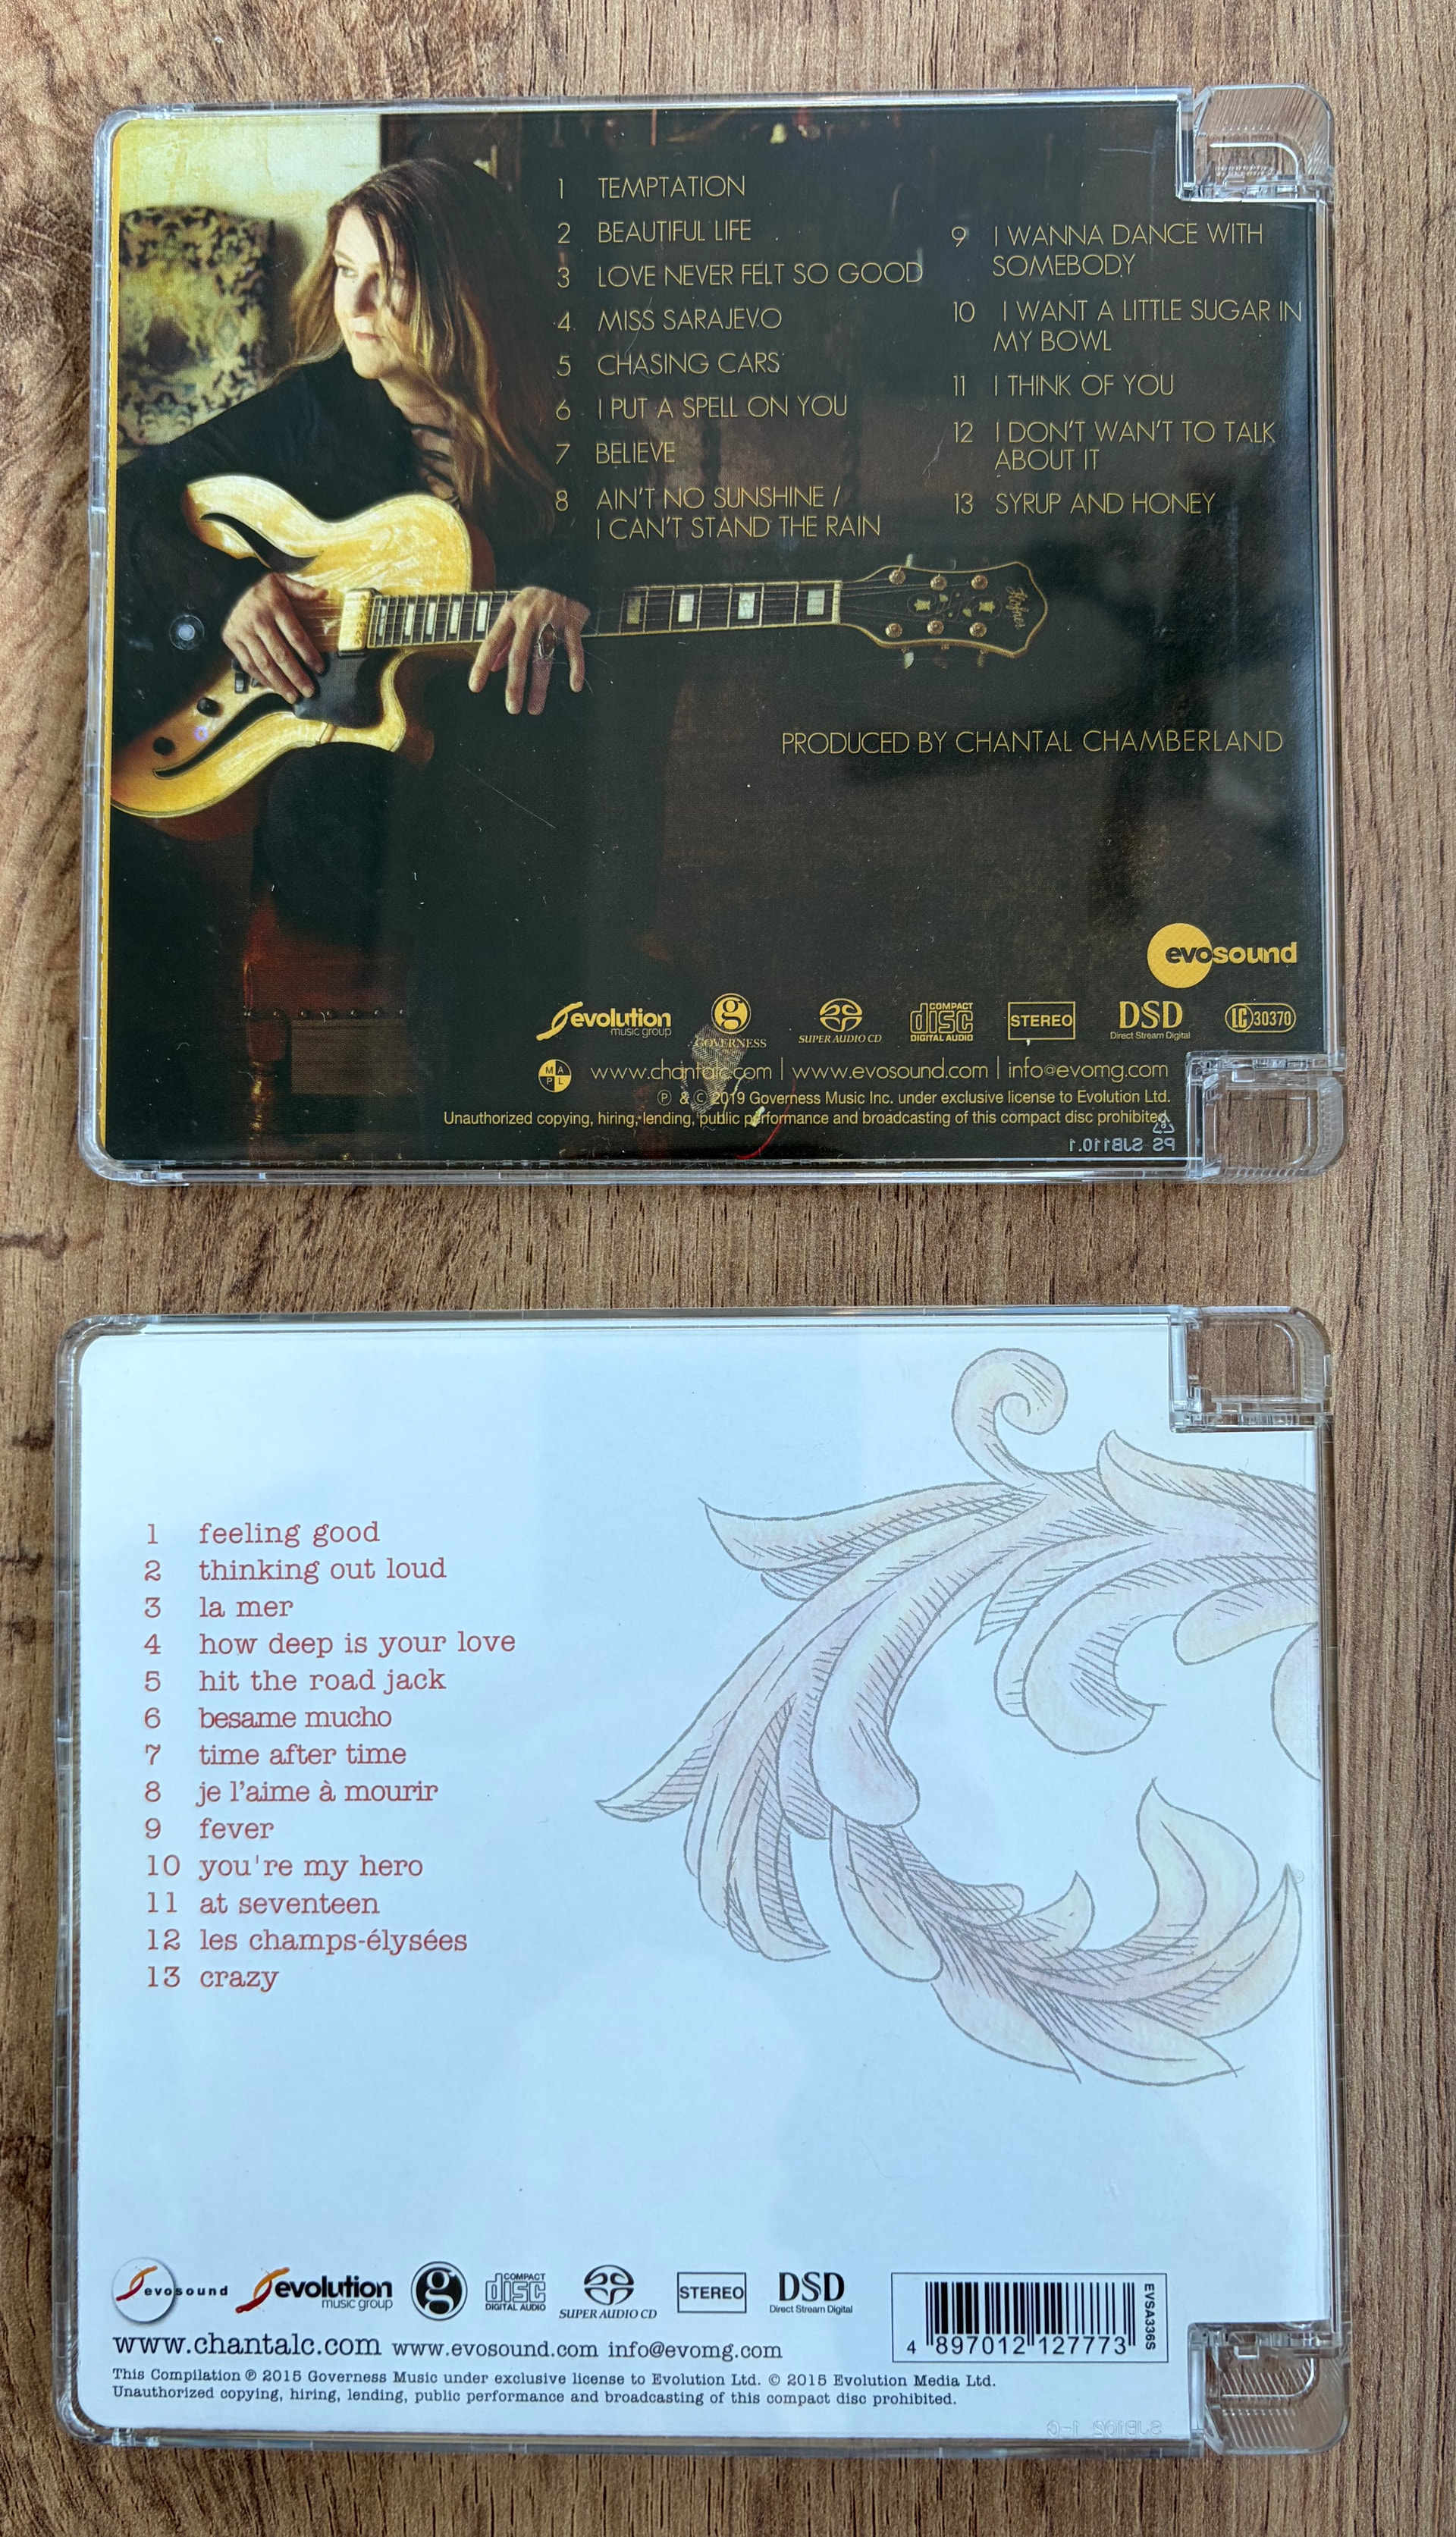 1 TEMPTATION
2 BEAUTIFUL LIFE
3 LOVE NEVER FELT SO GOOD
4 MISS SARAJEVO
5 CHASING CARS
6 I PUT A SPELL ON YOU
7 BELIEVE
8 AIN'T NO SUNSHINE /
I CAN'T STAND THE RAIN
9 I WANNA DANCE WITH
SOMEBODY
10 I WANT A LITTLE SUGAR IN
MY BOWL
11 I THINK OF YOU
12 I DON'T WAN'T TO TALK
ABOUT IT
13 SYRUP AND HONEY
Höfner
PRODUCED BY CHANTAL CHAMBERLAND
evosound
evolution
music group
g
GOVERNESS
SUPER AUDIO CD
COMPACT
disc
DIGITAL AUDIO
STEREO
DSD
Direct Stream Digital
LC 30370
M A
P L
www.chantalc.com | www.evosound.com | info@evomg.com
℗ & © 2019 Governess Music Inc. under exclusive license to Evolution Ltd.
Unauthorized copying, hiring, lending, public performance and broadcasting of this compact disc prohibited.
PS SJB110.1
1 feeling good
2 thinking out loud
3 la mer
4 how deep is your love
5 hit the road jack
6 besame mucho
7 time after time
8 je l'aime à mourir
9 fever
10 you're my hero
11 at seventeen
12 les champs-élysées
13 crazy
evosound
evolution
music group
g
COMPACT
disc
DIGITAL AUDIO
SUPER AUDIO CD
STEREO
DSD
Direct Stream Digital
4 897012 127773
EVSA336S
www.chantalc.com www.evosound.com info@evomg.com
This Compilation ℗ 2015 Governess Music under exclusive license to Evolution Ltd. © 2015 Evolution Media Ltd.
Unauthorized copying, hiring, lending, public performance and broadcasting of this compact disc prohibited.